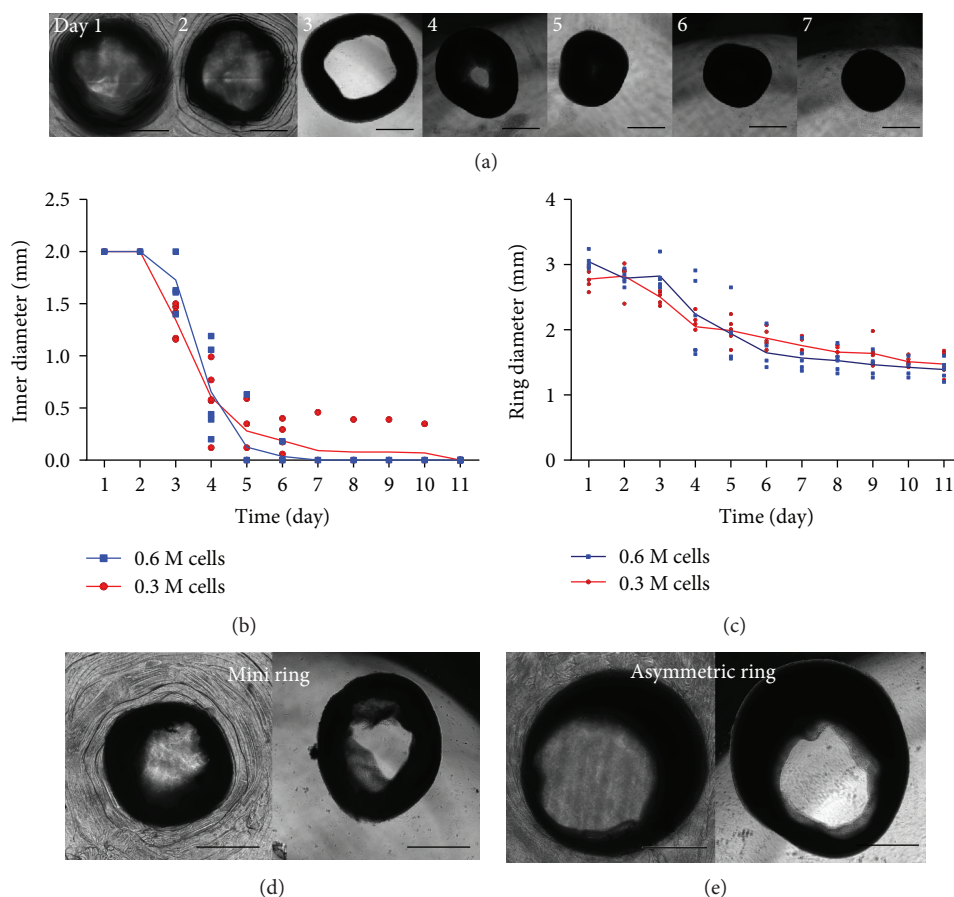 Day 1 2 3 4 5 6 7
(a)
Inner diameter (mm)
2.5
2.0
1.5
1.0
0.5
0.0
1 2 3 4 5 6 7 8 9 10 11
Time (day)
0.6 M cells
0.3 M cells
(b)
Ring diameter (mm)
4
3
2
1
0
1 2 3 4 5 6 7 8 9 10 11
Time (day)
0.6 M cells
0.3 M cells
(c)
Mini ring
(d)
Asymmetric ring
(e)